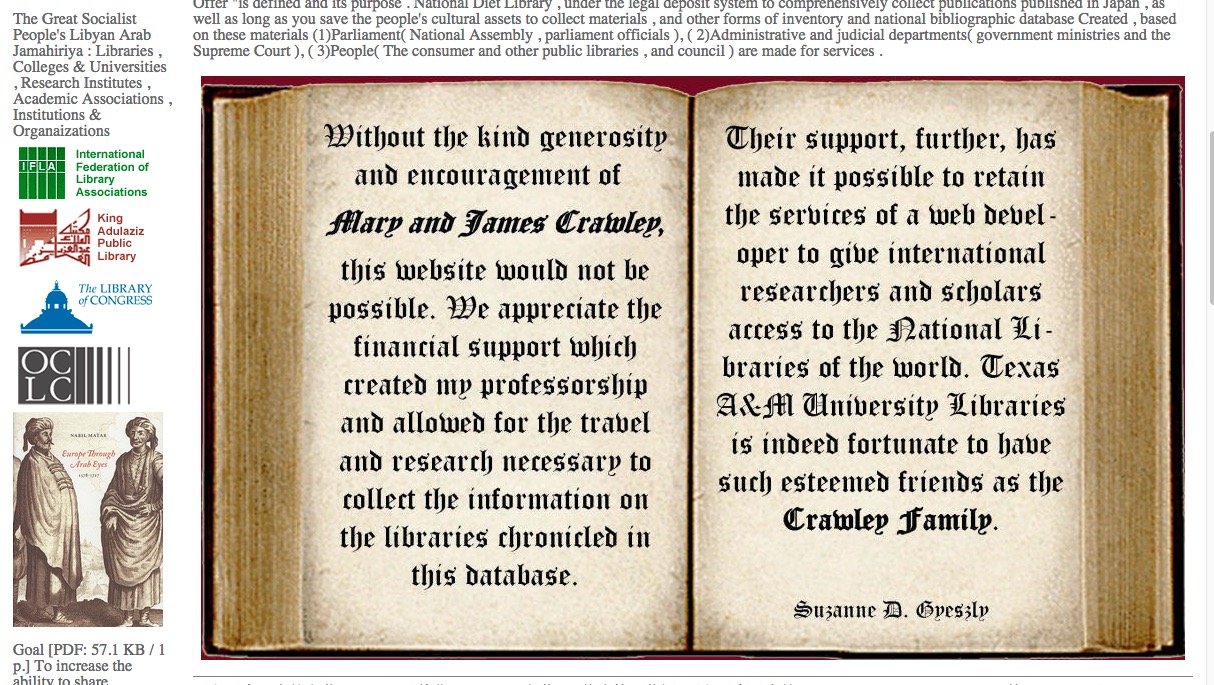 The Great Socialist
People's Libyan Arab
Jamahiriya : Libraries ,
Colleges & Universities
, Research Institutes ,
Academic Associations ,
Institutions &
Organaizations
IFLA
International
Federation of
Library
Associations
King
Adulaziz
Public
Library
The LIBRARY
of CONGRESS
OC
LC
NABIL MATAR
Europe Through
Arab Eyes
1578-1727
Goal [PDF: 57.1 KB / 1
p.] To increase the
ability to share
Offer "is defined and its purpose . National Diet Library , under the legal deposit system to comprehensively collect publications published in Japan , as
well as long as you save the people's cultural assets to collect materials , and other forms of inventory and national bibliographic database Created , based
on these materials (1)Parliament( National Assembly , parliament officials ), ( 2)Administrative and judicial departments( government ministries and the
Supreme Court ), ( 3)People( The consumer and other public libraries , and council ) are made for services .
Without the kind generosity
and encouragement of
Mary and James Crawley,
this website would not be
possible. We appreciate the
financial support which
created my professorship
and allowed for the travel
and research necessary to
collect the information on
the libraries chronicled in
this database.
Their support, further, has
made it possible to retain
the services of a web devel-
oper to give international
researchers and scholars
access to the National Li-
braries of the world. Texas
A&M University Libraries
is indeed fortunate to have
such esteemed friends as the
Crawley Family.
Suzanne D. Gyeszly